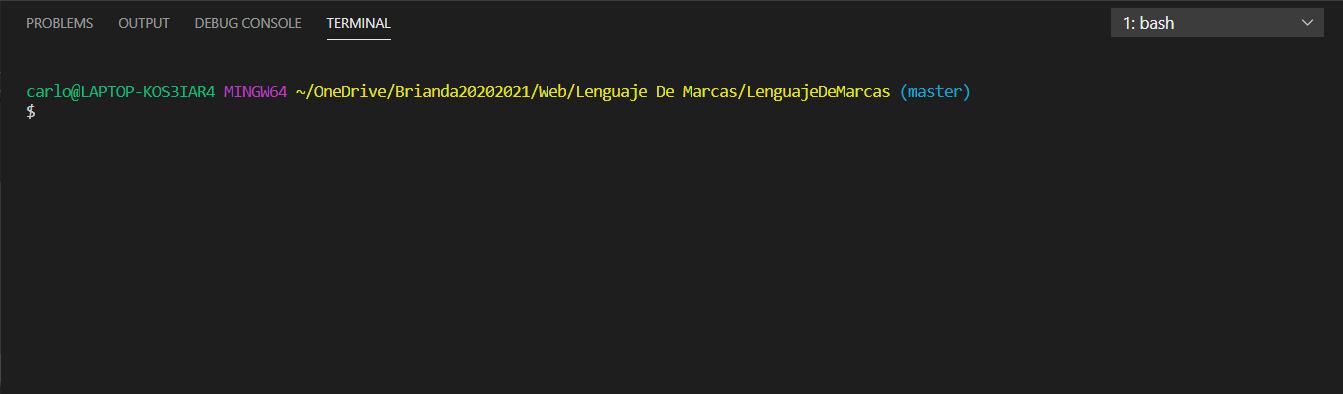 PROBLEMS OUTPUT DEBUG CONSOLE TERMINAL 1: bash
carlo@LAPTOP-KOS3IAR4 MINGW64 ~/OneDrive/Brianda20202021/Web/Lenguaje De Marcas/LenguajeDeMarcas (master)
$